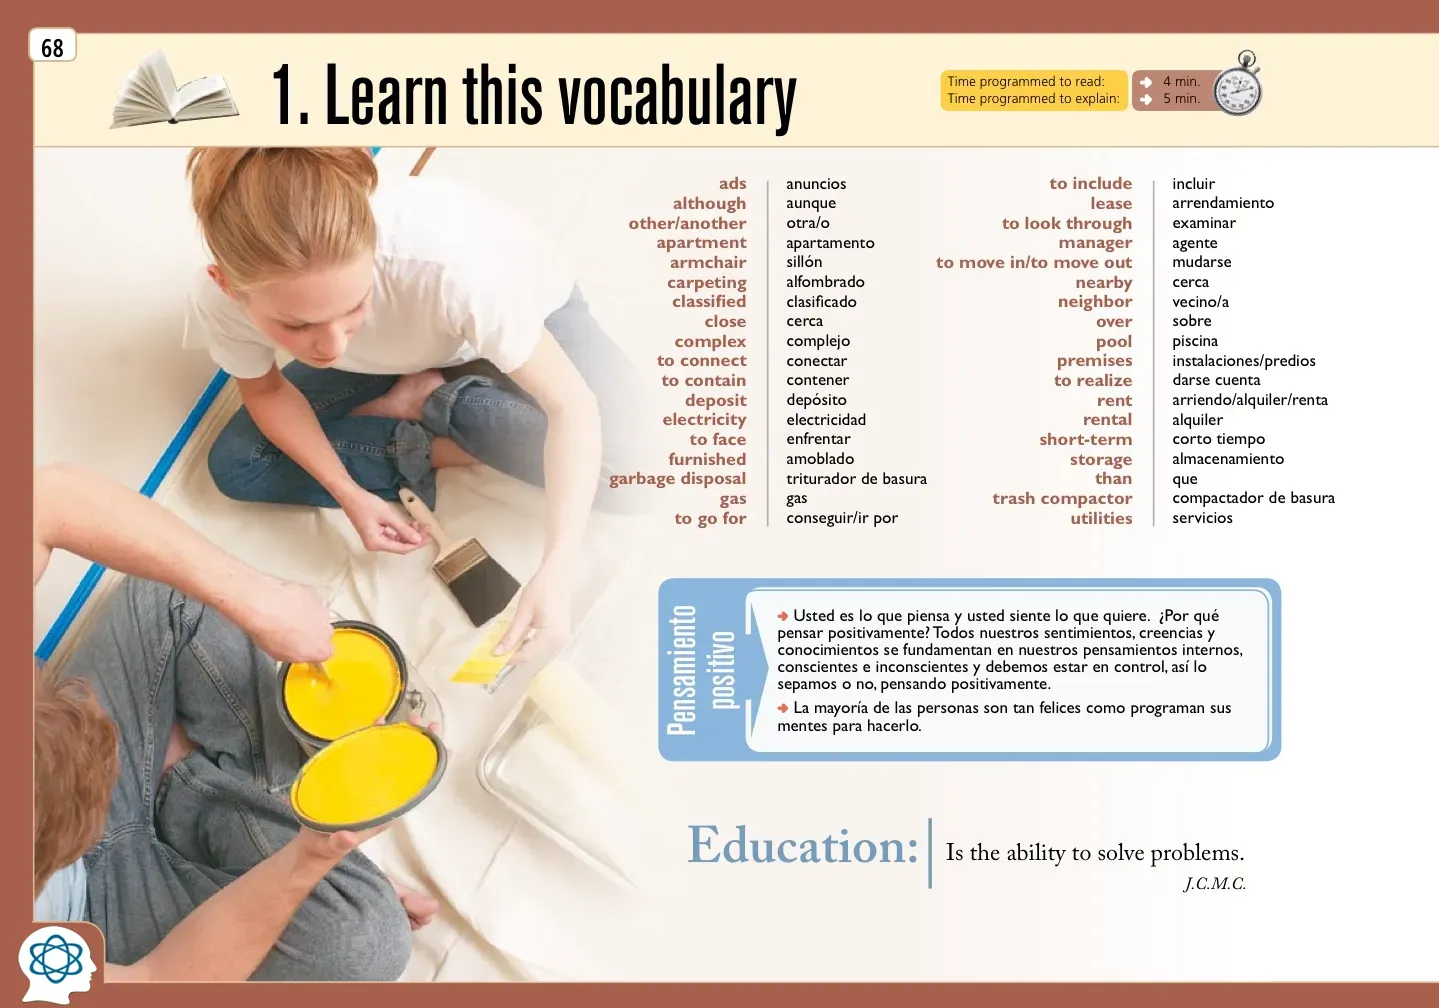 68
1. Learn this vocabulary
Time programmed to read: 4 min.
Time programmed to explain: 5 min.
ads anuncios
although aunque
other/another otra/o
apartment apartamento
armchair sillón
carpeting alfombrado
classified clasificado
close cerca
complex complejo
to connect conectar
to contain contener
deposit depósito
electricity electricidad
to face enfrentar
furnished amoblado
garbage disposal triturador de basura
gas gas
to go for conseguir/ir por
to include incluir
lease arrendamiento
to look through examinar
manager agente
to move in/to move out mudarse
nearby cerca
neighbor vecino/a
over sobre
pool piscina
premises instalaciones/predios
to realize darse cuenta
rent arriendo/alquiler/renta
rental alquiler
short-term corto tiempo
storage almacenamiento
than que
trash compactor compactador de basura
utilities servicios
Pensamiento
positivo
Usted es lo que piensa y usted siente lo que quiere. ¿Por qué
pensar positivamente? Todos nuestros sentimientos, creencias y
conocimientos se fundamentan en nuestros pensamientos internos,
conscientes e inconscientes y debemos estar en control, así lo
sepamos o no, pensando positivamente.
La mayoría de las personas son tan felices como programan sus
mentes para hacerlo.
Education: Is the ability to solve problems.
J.C.M.C.